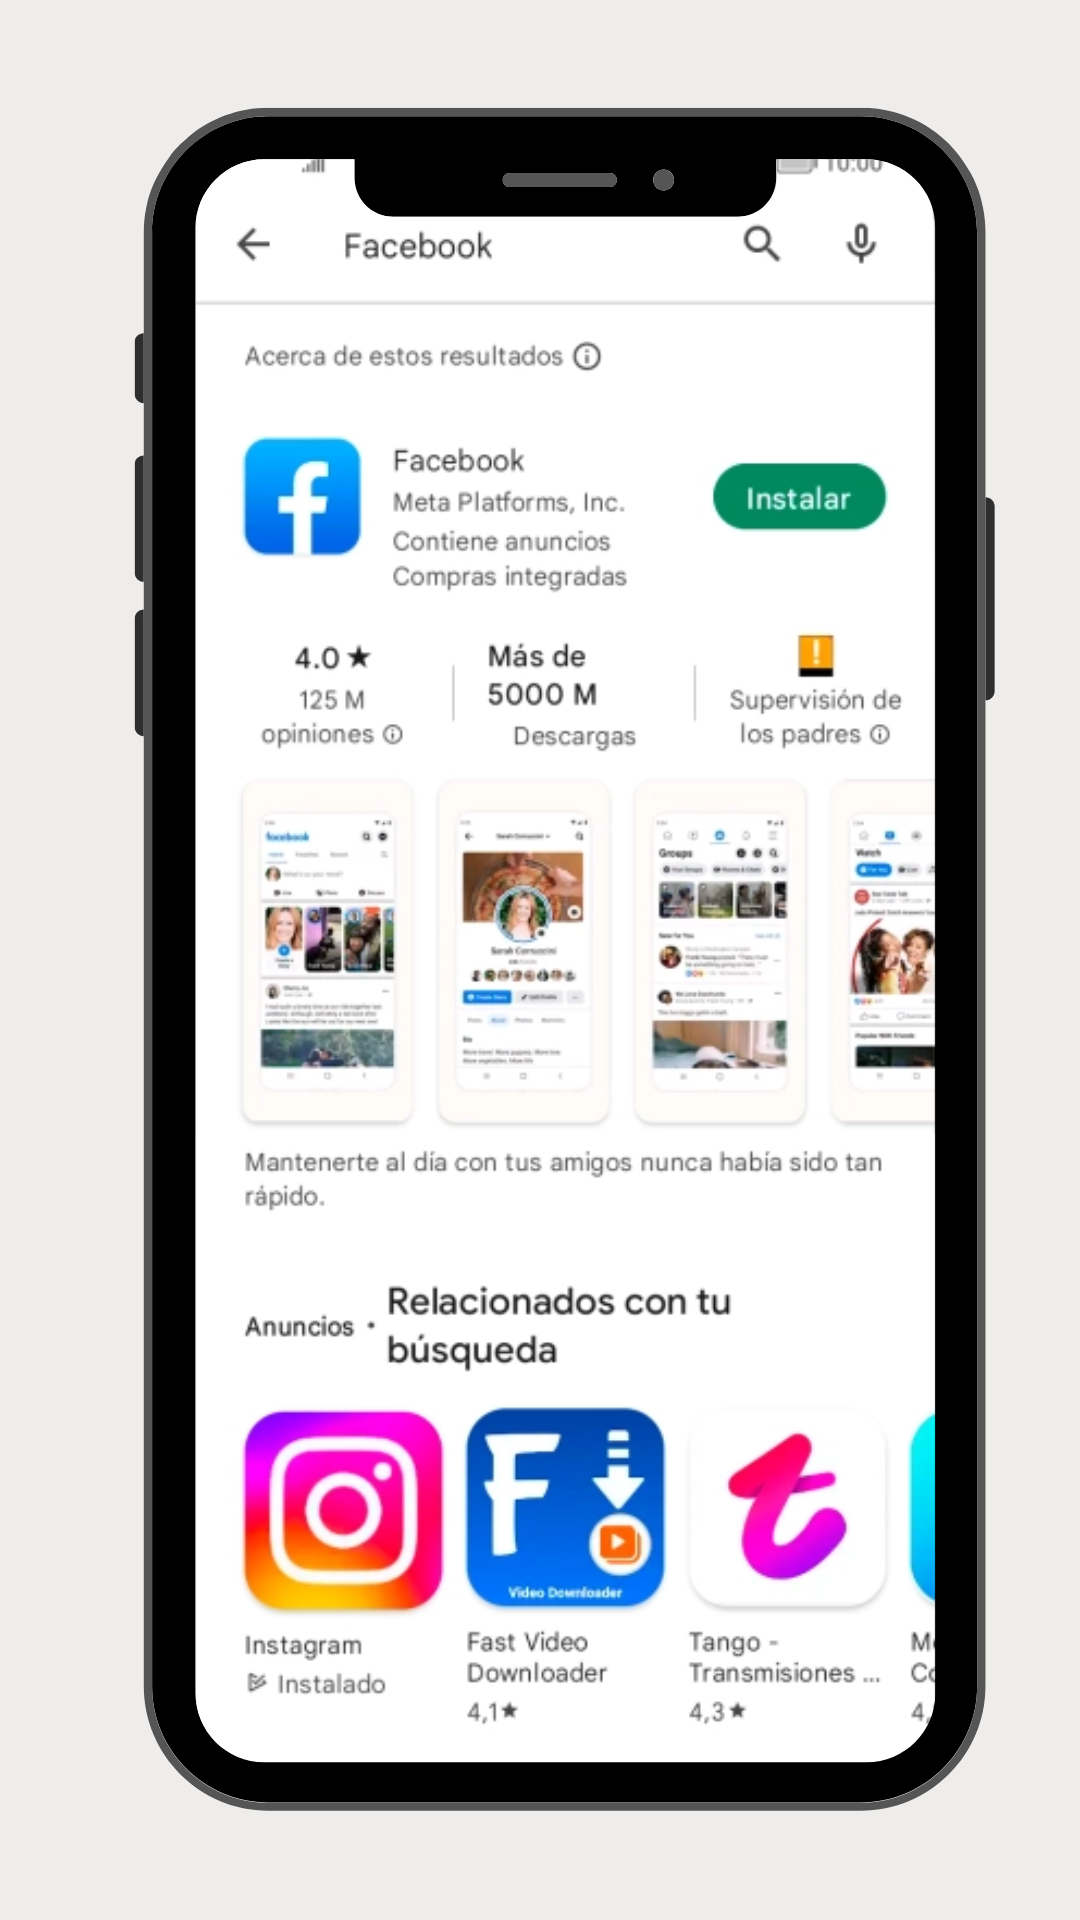 10:00
Facebook
Acerca de estos resultados
Facebook
Meta Platforms, Inc.
Contiene anuncios
Compras integradas
Instalar
4.0 ★
125 M
opiniones
Más de
5000 M
Descargas
Supervisión de
los padres
facebook
Groups
Watch
Mantenerte al día con tus amigos nunca había sido tan
rápido.
Anuncios •
Relacionados con tu
búsqueda
F
Video Downloader
Instagram
Instalado
Fast Video
Downloader
4,1★
Tango -
Transmisiones ...
4,3★